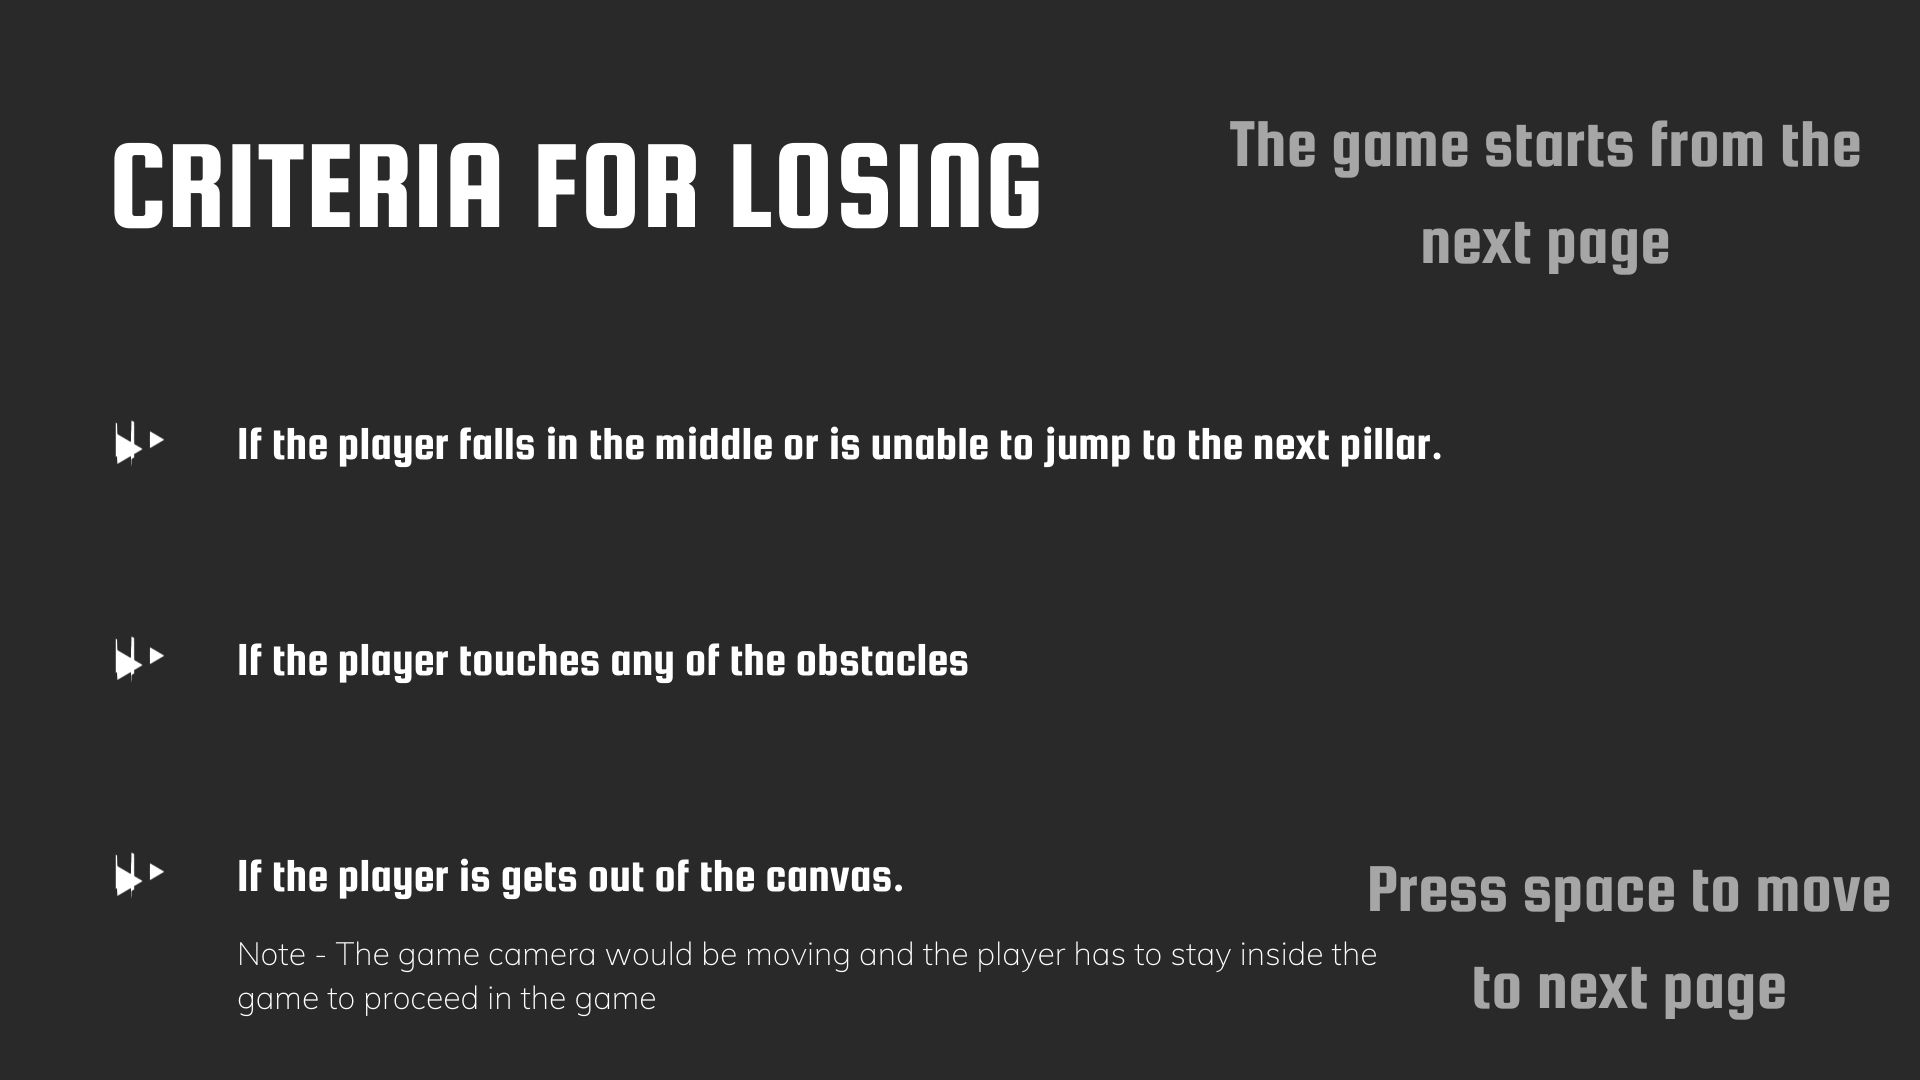 CRITERIA FOR LOSING
The game starts from the
next page
If the player falls in the middle or is unable to jump to the next pillar.
If the player touches any of the obstacles
If the player is gets out of the canvas.
Note - The game camera would be moving and the player has to stay inside the
game to proceed in the game
Press space to move
to next page